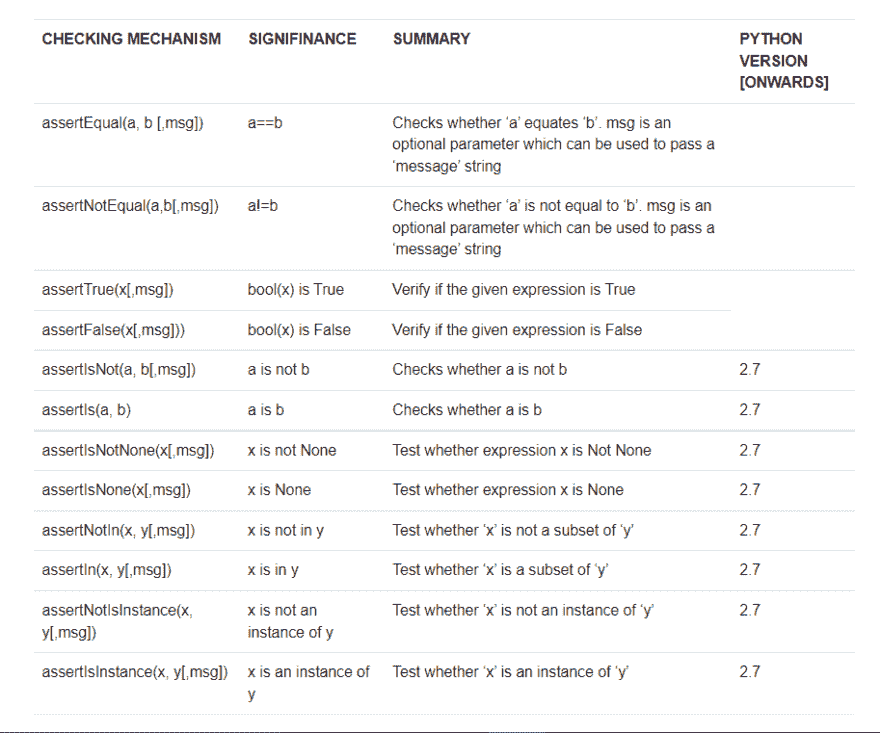 CHECKING MECHANISM SIGNIFINANCE SUMMARY PYTHON
VERSION
[ONWARDS]
assertEqual(a, b [,msg]) a==b Checks whether ‘a’ equates ‘b’. msg is an
optional parameter which can be used to pass a
‘message’ string
assertNotEqual(a,b[,msg]) a!=b Checks whether ‘a’ is not equal to ‘b’. msg is an
optional parameter which can be used to pass a
‘message’ string
assertTrue(x[,msg]) bool(x) is True Verify if the given expression is True
assertFalse(x[,msg])) bool(x) is False Verify if the given expression is False
assertIsNot(a, b[,msg]) a is not b Checks whether a is not b 2.7
assertIs(a, b) a is b Checks whether a is b 2.7
assertIsNotNone(x[,msg]) x is not None Test whether expression x is Not None 2.7
assertIsNone(x[,msg]) x is None Test whether expression x is None 2.7
assertNotIn(x, y[,msg]) x is not in y Test whether ‘x’ is not a subset of ‘y’ 2.7
assertIn(x, y[,msg]) x is in y Test whether ‘x’ is a subset of ‘y’ 2.7
assertNotIsInstance(x, x is not an Test whether ‘x’ is not an instance of ‘y’ 2.7
y[,msg]) instance of y
assertIsInstance(x, y[,msg]) x is an instance of Test whether ‘x’ is an instance of ‘y’ 2.7
y